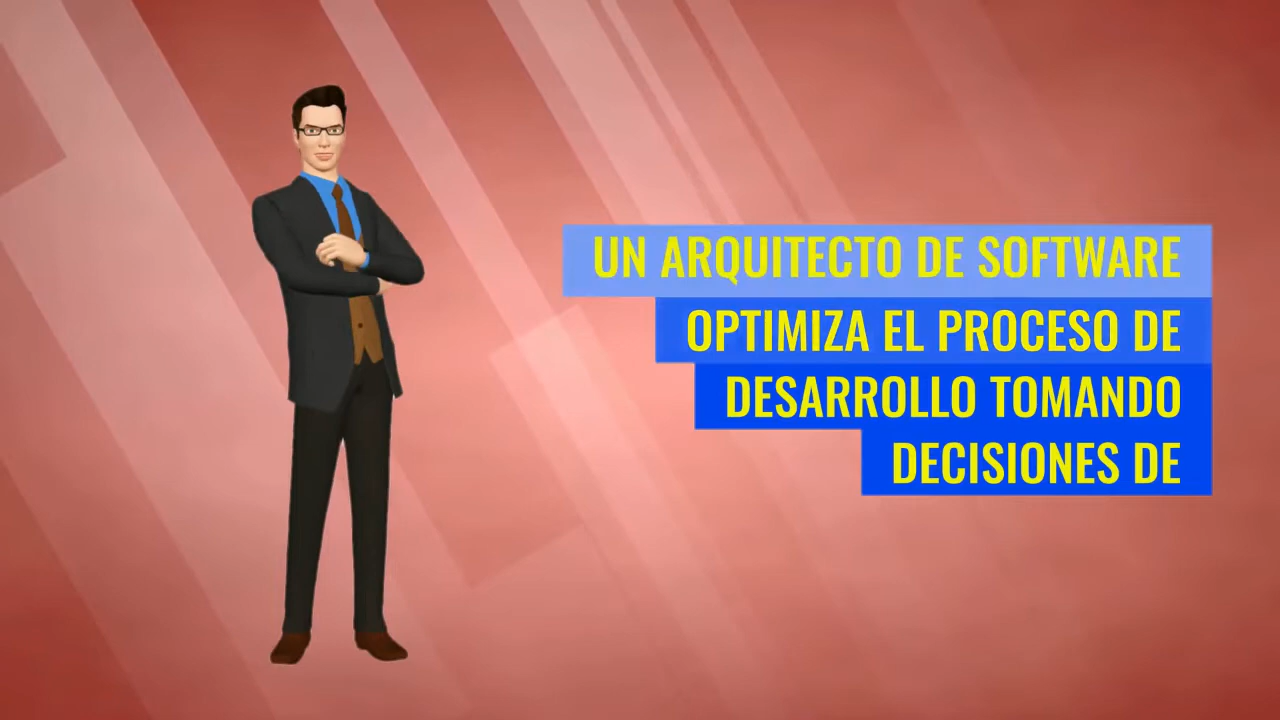 UN ARQUITECTO DE SOFTWARE
OPTIMIZA EL PROCESO DE
DESARROLLO TOMANDO
DECISIONES DE